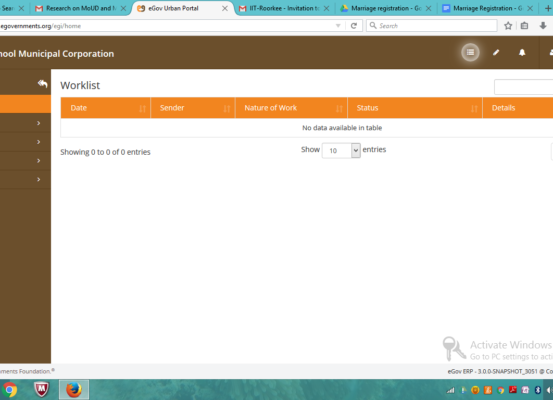 Sear
Research on MoUD and M
eGov Urban Portal
IIT-Roorkee - Invitation to
Marriage registration - Go
Marriage Registration - G
egovernments.org/egi/home
Search
hool Municipal Corporation
Worklist
Date
Sender
Nature of Work
Status
Details
No data available in table
Showing 0 to 0 of 0 entries
Show 10 entries
Activate Windows
Go to PC settings to acti
nments Foundation.®
eGov ERP - 3.0.0-SNAPSHOT_3051 @ Co